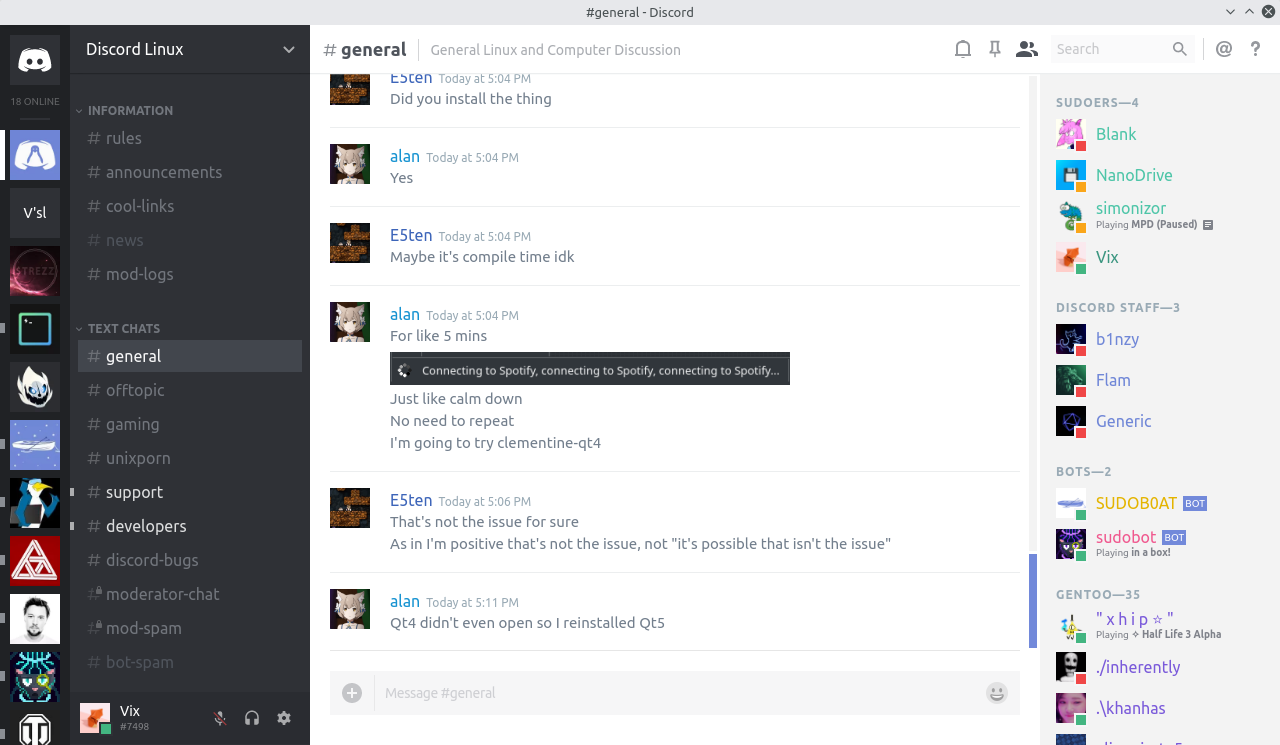 #general - Discord
18 ONLINE
V'sl
STREZZ
Discord Linux
INFORMATION
# rules
# announcements
# cool-links
# news
# mod-logs
TEXT CHATS
# general
# offtopic
# gaming
# unixporn
# support
# developers
# discord-bugs
# moderator-chat
# mod-spam
# bot-spam
Vix
#7498
# general
General Linux and Computer Discussion
Search
@
?
E5ten Today at 5:04 PM
Did you install the thing
alan Today at 5:04 PM
Yes
E5ten Today at 5:04 PM
Maybe it's compile time idk
alan Today at 5:04 PM
For like 5 mins
Connecting to Spotify, connecting to Spotify, connecting to Spotify...
Just like calm down
No need to repeat
I'm going to try clementine-qt4
E5ten Today at 5:06 PM
That's not the issue for sure
As in I'm positive that's not the issue, not "it's possible that isn't the issue"
alan Today at 5:11 PM
Qt4 didn't even open so I reinstalled Qt5
Message #general
SUDOERS—4
Blank
NanoDrive
simonizor
Playing MPD (Paused)
Vix
DISCORD STAFF—3
b1nzy
Flam
Generic
BOTS—2
SUDOB0AT BOT
sudobot BOT
Playing in a box!
GENTOO—35
" x h i p ☆ "
Playing ✧ Half Life 3 Alpha
./inherently
.\khanhas